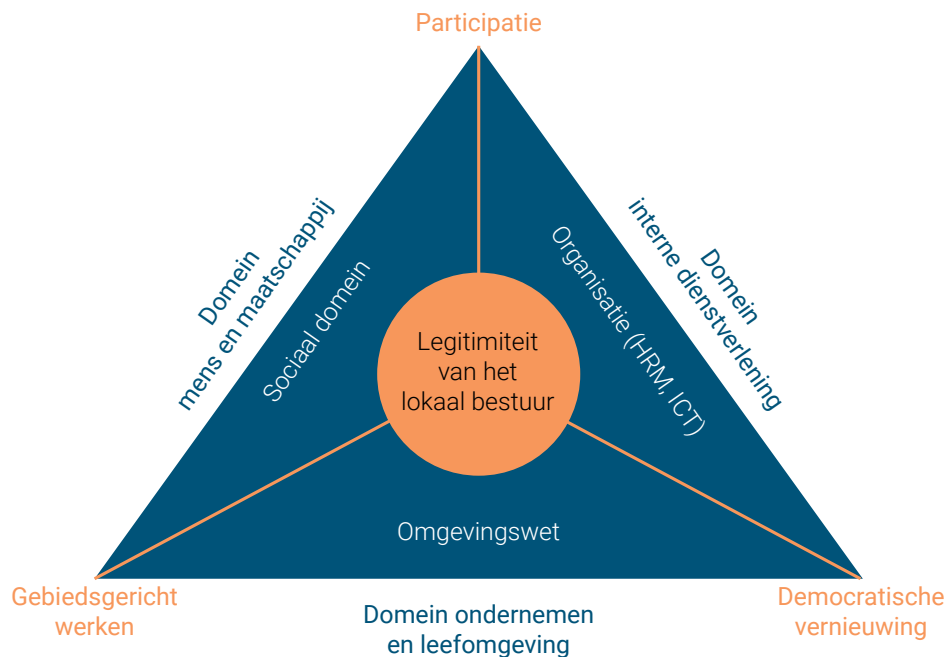 Participatie
Domein
mens en maatschappij
Sociaal domein
Organisatie (HRM, ICT)
Domein
interne dienstverlening
Legitimiteit
van het
lokaal bestuur
Omgevingswet
Gebiedsgericht
werken
Domein ondernemen
en leefomgeving
Democratische
vernieuwing